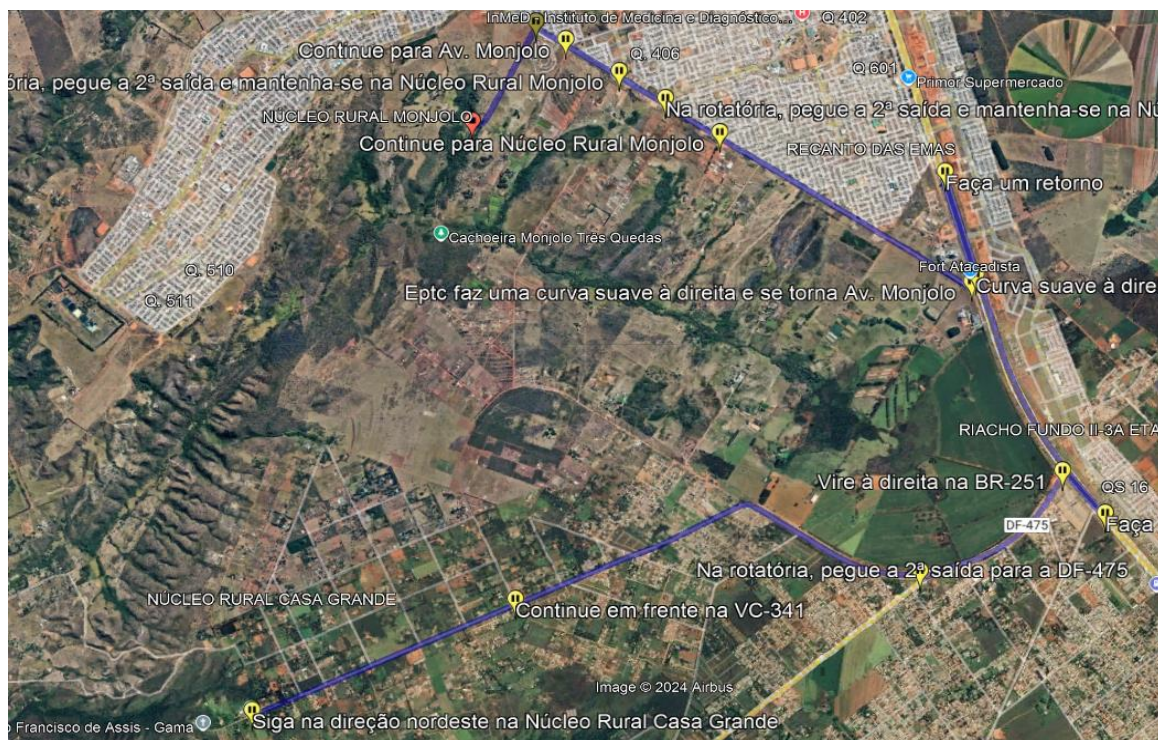 InMeD - Instituto de Medicina e Diagnóstico...
Q 402
Continue para Av. Monjolo
Q. 406
ória, pegue a 2ª saída e mantenha-se na Núcleo Rural Monjolo
Q 601
Primor Supermercado
Na rotatória, pegue a 2ª saída e mantenha-se na Nú
NÚCLEO RURAL MONJOLO
Continue para Núcleo Rural Monjolo
RECANTO DAS EMAS
Faça um retorno
Cachoeira Monjolo Três Quedas
Fort Atacadista
Q. 510
Q. 511
Eptc faz uma curva suave à direita e se torna Av. Monjolo
Curva suave à dire
RIACHO FUNDO II-3A ETA
Vire à direita na BR-251
QS 16
DF-475
Faça
Na rotatória, pegue a 2ª saída para a DF-475
NÚCLEO RURAL CASA GRANDE
Continue em frente na VC-341
Image © 2024 Airbus
o Francisco de Assis - Gama
Siga na direção nordeste na Núcleo Rural Casa Grande